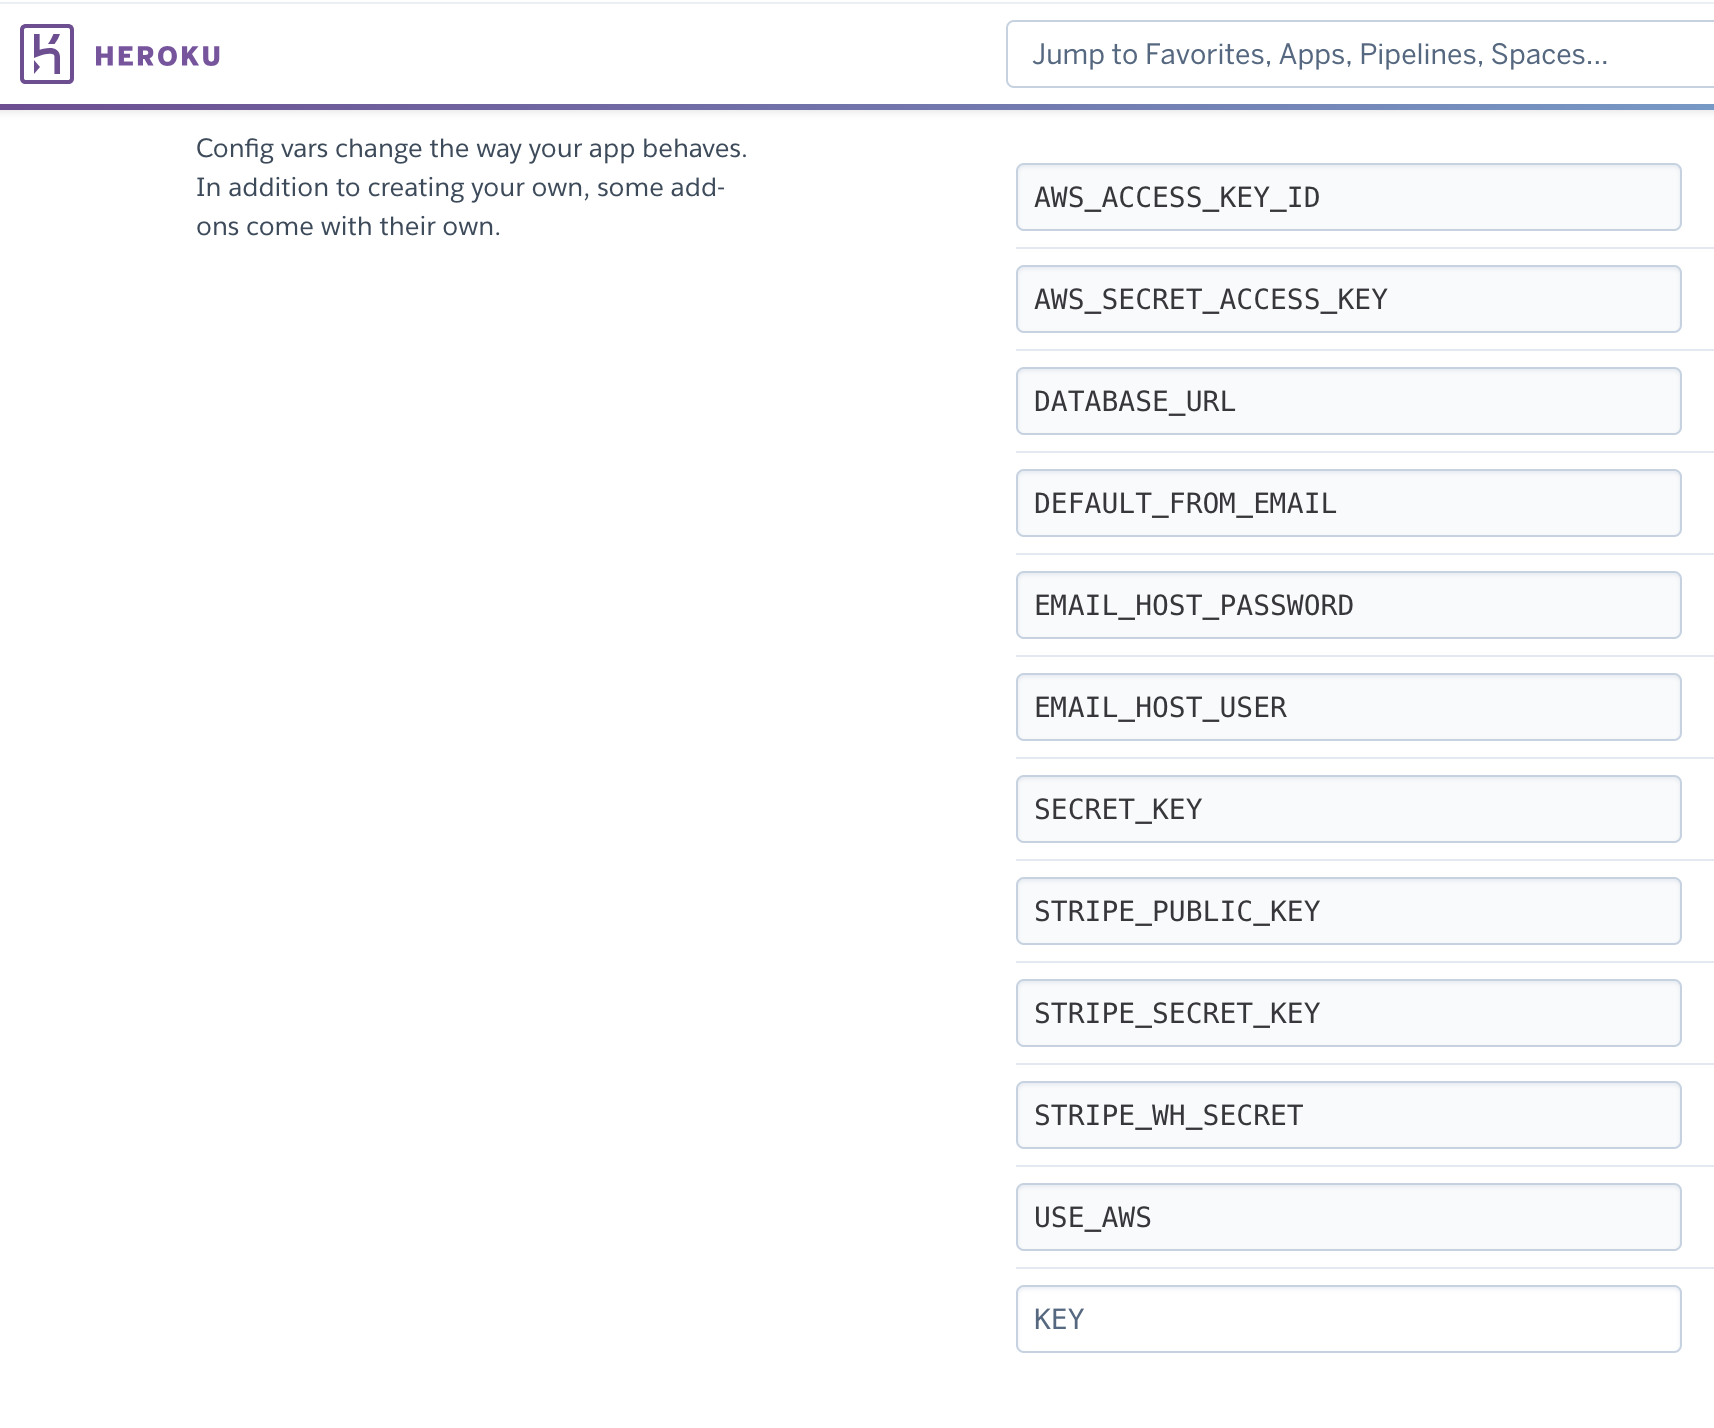 HEROKU
Jump to Favorites, Apps, Pipelines, Spaces...
Config vars change the way your app behaves.
In addition to creating your own, some add-
ons come with their own.
AWS_ACCESS_KEY_ID
AWS_SECRET_ACCESS_KEY
DATABASE_URL
DEFAULT_FROM_EMAIL
EMAIL_HOST_PASSWORD
EMAIL_HOST_USER
SECRET_KEY
STRIPE_PUBLIC_KEY
STRIPE_SECRET_KEY
STRIPE_WH_SECRET
USE_AWS
KEY